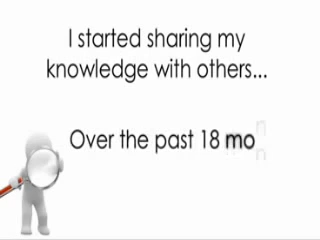 I started sharing my
knowledge with others...
Over the past 18 mo